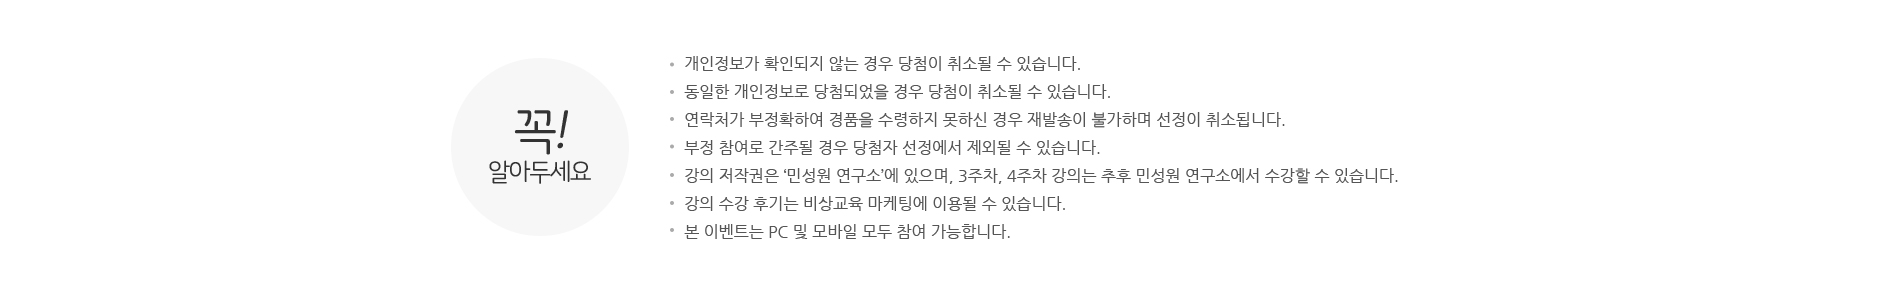 꼭!
알아두세요
• 개인정보가 확인되지 않는 경우 당첨이 취소될 수 있습니다.
• 동일한 개인정보로 당첨되었을 경우 당첨이 취소될 수 있습니다.
• 연락처가 부정확하여 경품을 수령하지 못하신 경우 재발송이 불가하며 선정이 취소됩니다.
• 부정 참여로 간주될 경우 당첨자 선정에서 제외될 수 있습니다.
• 강의 저작권은 ‘민성원 연구소’에 있으며, 3주차, 4주차 강의는 추후 민성원 연구소에서 수강할 수 있습니다.
• 강의 수강 후기는 비상교육 마케팅에 이용될 수 있습니다.
• 본 이벤트는 PC 및 모바일 모두 참여 가능합니다.